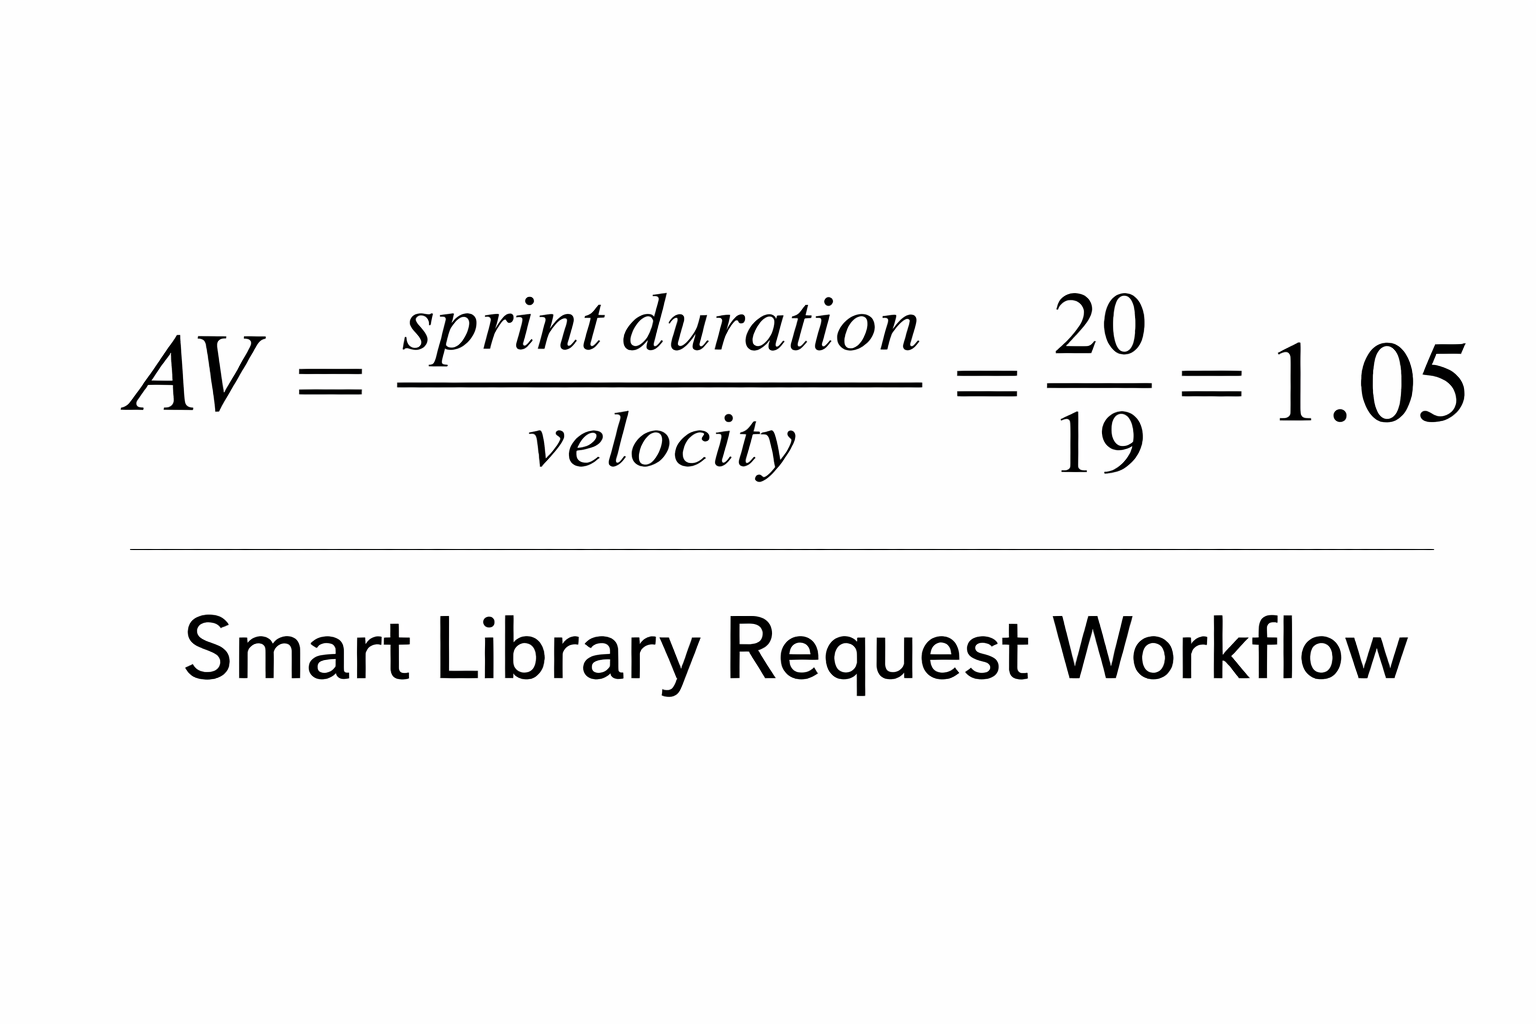 AV = sprint duration / velocity = 20 / 19 = 1.05
Smart Library Request Workflow